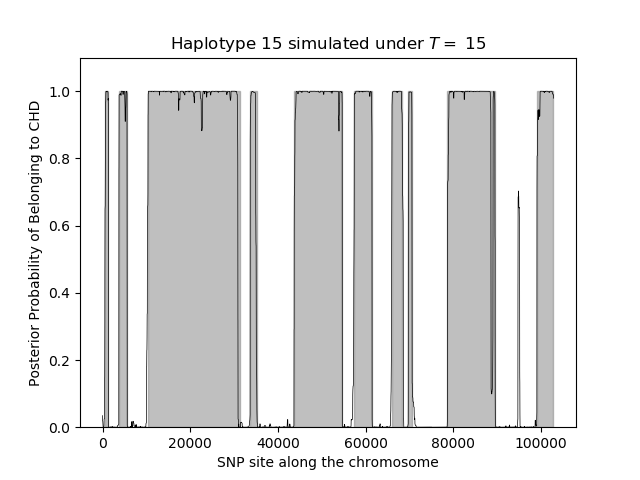 Haplotype 15 simulated under T = 15
Posterior Probability of Belonging to CHD
1.0
0.8
0.6
0.4
0.2
0.0
0 20000 40000 60000 80000 100000
SNP site along the chromosome